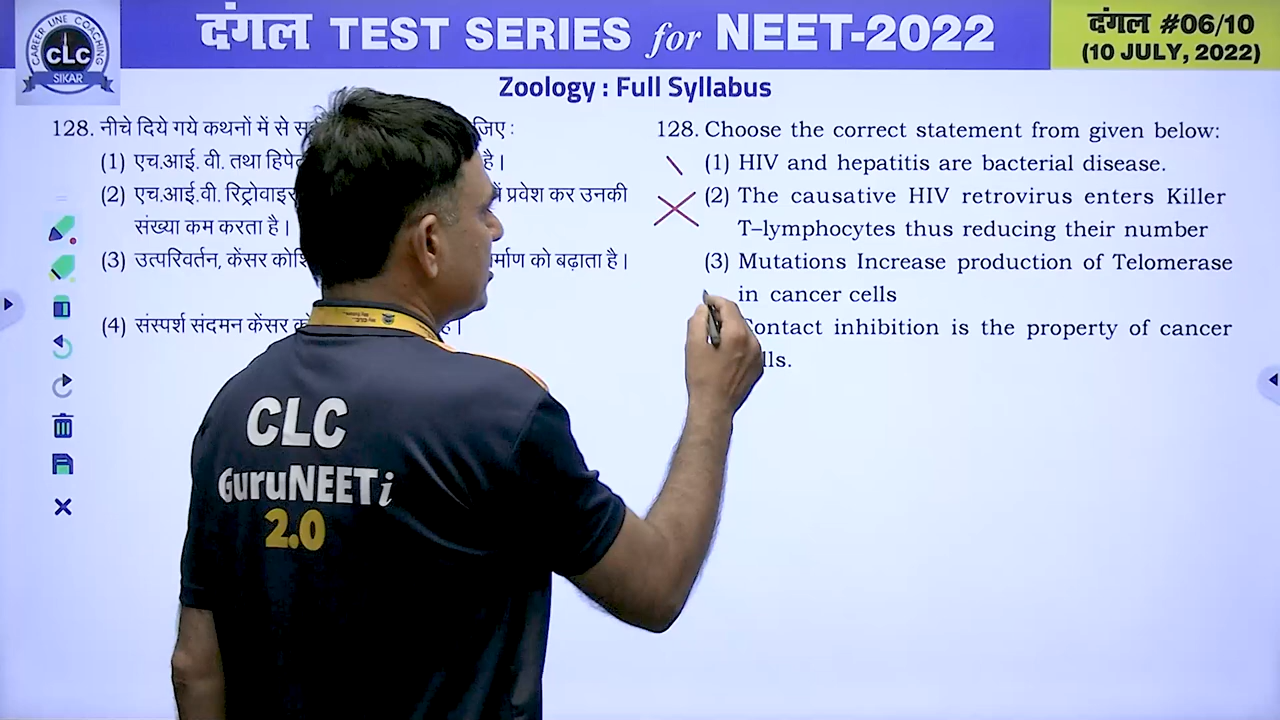 CAREER LINE COACHING
CLC
SIKAR
दंगल TEST SERIES for NEET-2022
दंगल #06/10
(10 JULY, 2022)
Zoology : Full Syllabus
128. नीचे दिये गये कथनों में से
(1) एच.आई. वी. तथा है।
(2) एच.आई.वी. प्रवेश कर उनकी
संख्या कम करता है।
(3) उत्परिवर्तन, केंसर को बढ़ाता है।
(4) संस्पर्श संदमन केंसर
128. Choose the correct statement from given below:
(1) HIV and hepatitis are bacterial disease.
(2) The causative HIV retrovirus enters Killer
T–lymphocytes thus reducing their number
(3) Mutations Increase production of Telomerase
in cancer cells
Contact inhibition is the property of cancer
CLC
GuruNEETi
2.0